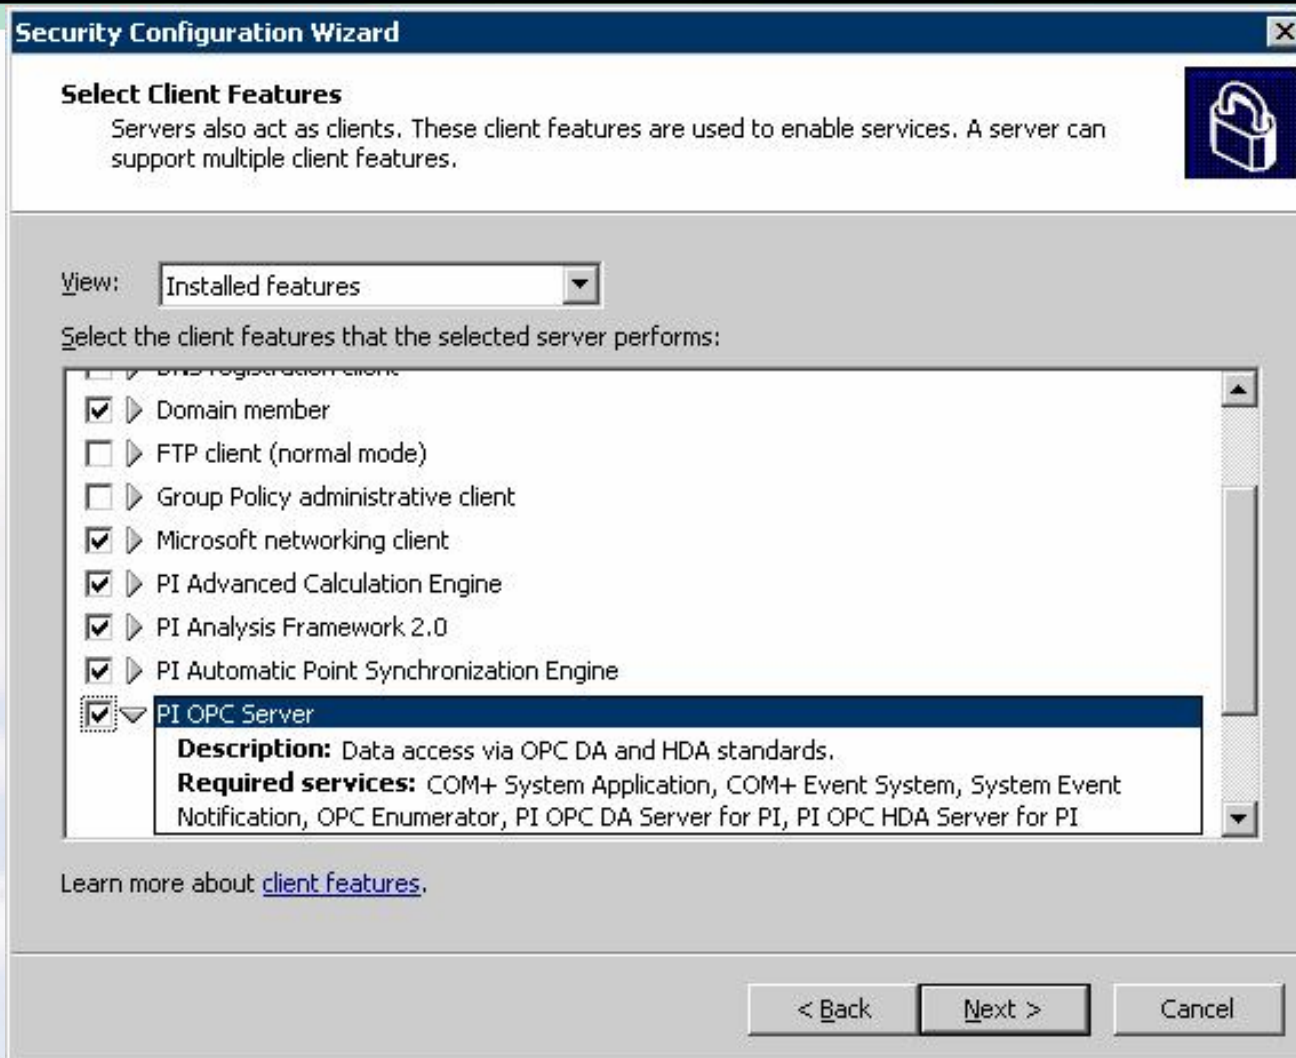 Security Configuration Wizard
Select Client Features
Servers also act as clients. These client features are used to enable services. A server can
support multiple client features.
View:
Installed features
Select the client features that the selected server performs:
DNS registration client
Domain member
FTP client (normal mode)
Group Policy administrative client
Microsoft networking client
PI Advanced Calculation Engine
PI Analysis Framework 2.0
PI Automatic Point Synchronization Engine
PI OPC Server
Description: Data access via OPC DA and HDA standards.
Required services: COM+ System Application, COM+ Event System, System Event
Notification, OPC Enumerator, PI OPC DA Server for PI, PI OPC HDA Server for PI
Learn more about client features.
< Back
Next >
Cancel